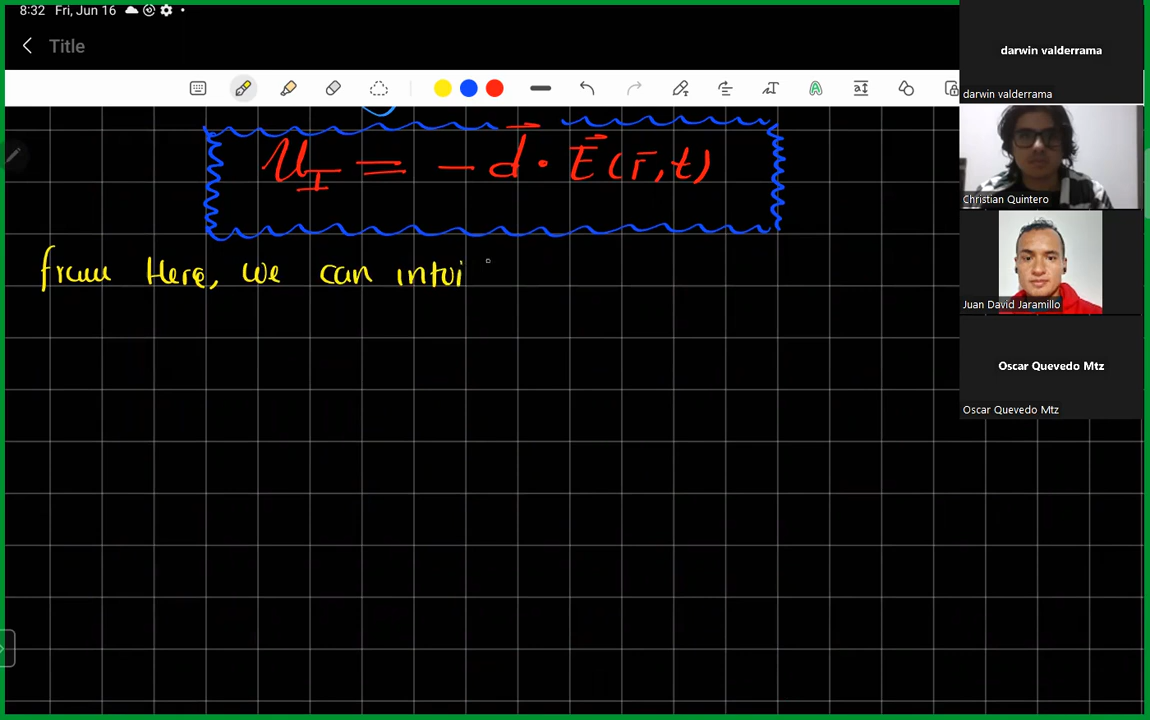 8:32 Fri, Jun 16
Title
darwin valderrama
darwin valderrama
Christian Quintero
Juan David Jaramillo
Oscar Quevedo Mtz
Oscar Quevedo Mtz
U_I = - d⃗ · E⃗(r̄,t)
from Here, we can intui